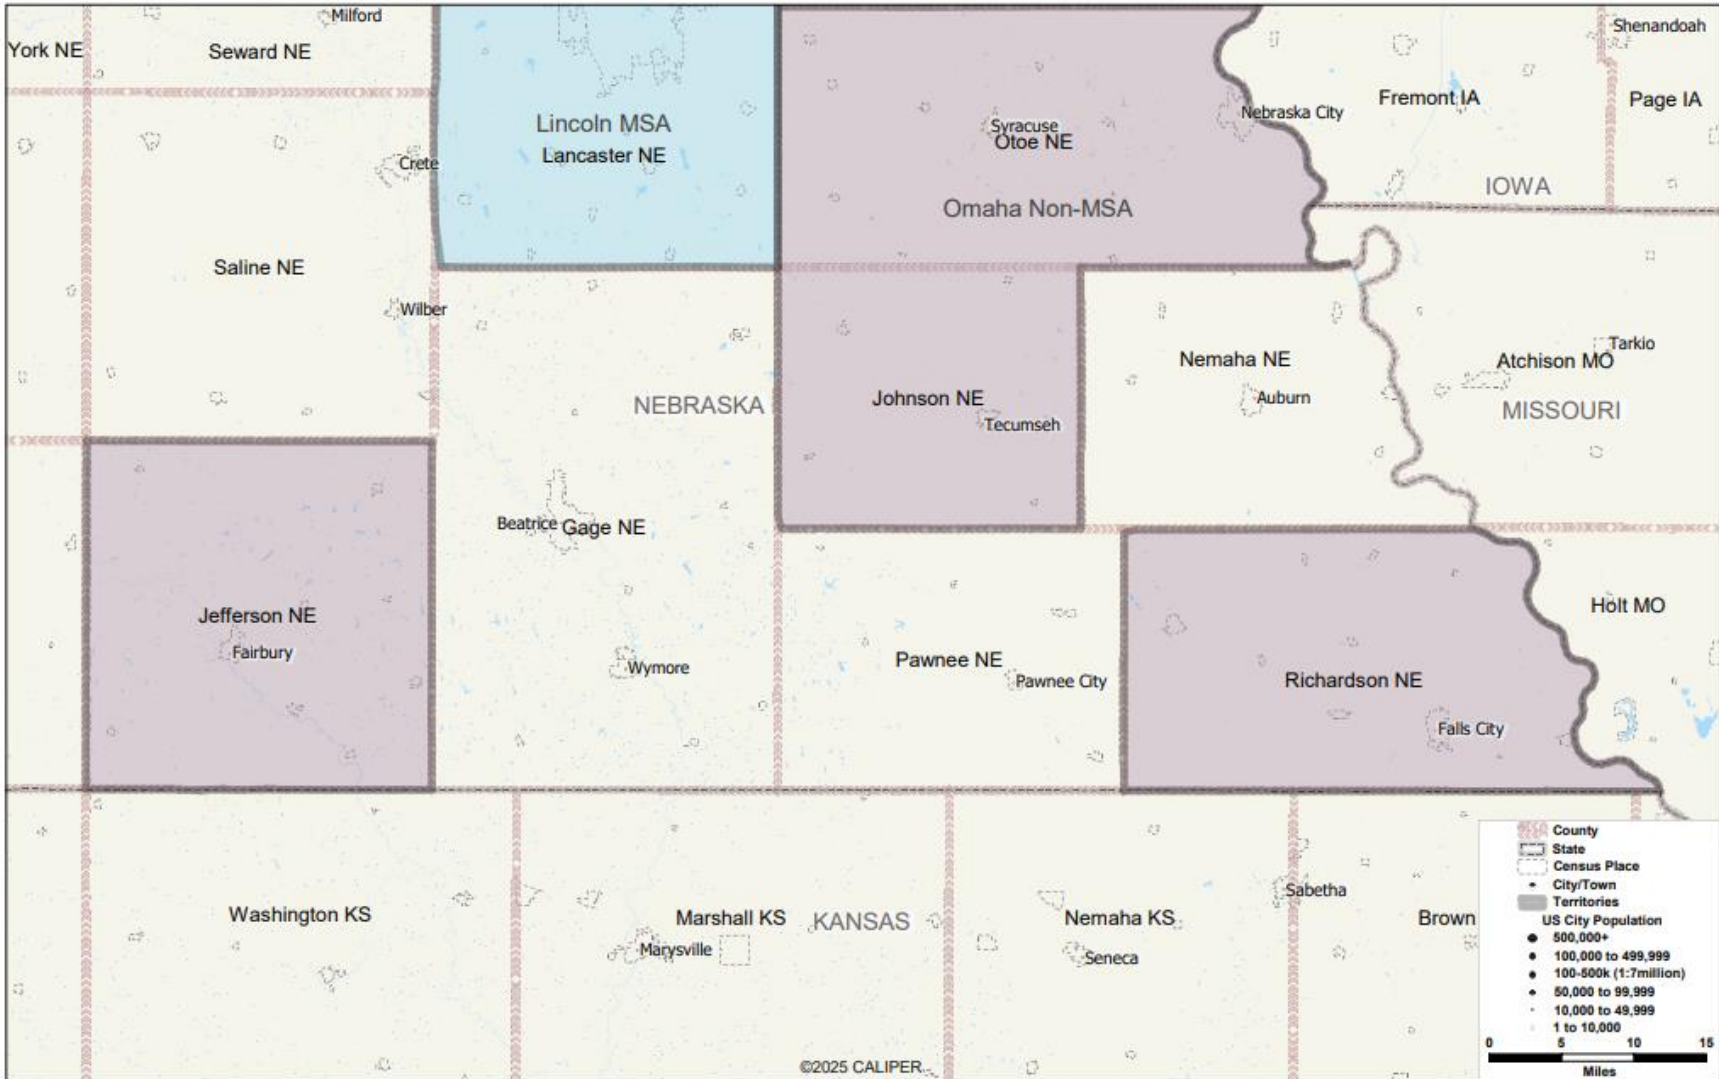 Milford
Shenandoah
York NE
Seward NE
Fremont IA
Page IA
Lincoln MSA
Lancaster NE
Syracuse
Otoe NE
Nebraska City
Crete
IOWA
Omaha Non-MSA
Saline NE
Wilber
NEBRASKA
Johnson NE
Tecumseh
Nemaha NE
Auburn
Tarkio
Atchison MO
MISSOURI
Beatrice
Gage NE
Jefferson NE
Fairbury
Wymore
Pawnee NE
Pawnee City
Holt MO
Richardson NE
Falls City
Washington KS
Marshall KS
KANSAS
Marysville
Nemaha KS
Seneca
Sabetha
Brown
County
State
Census Place
City/Town
Territories
US City Population
500,000+
100,000 to 499,999
100-500k (1:7million)
50,000 to 99,999
10,000 to 49,999
1 to 10,000
0 5 10 15
Miles
©2025 CALIPER